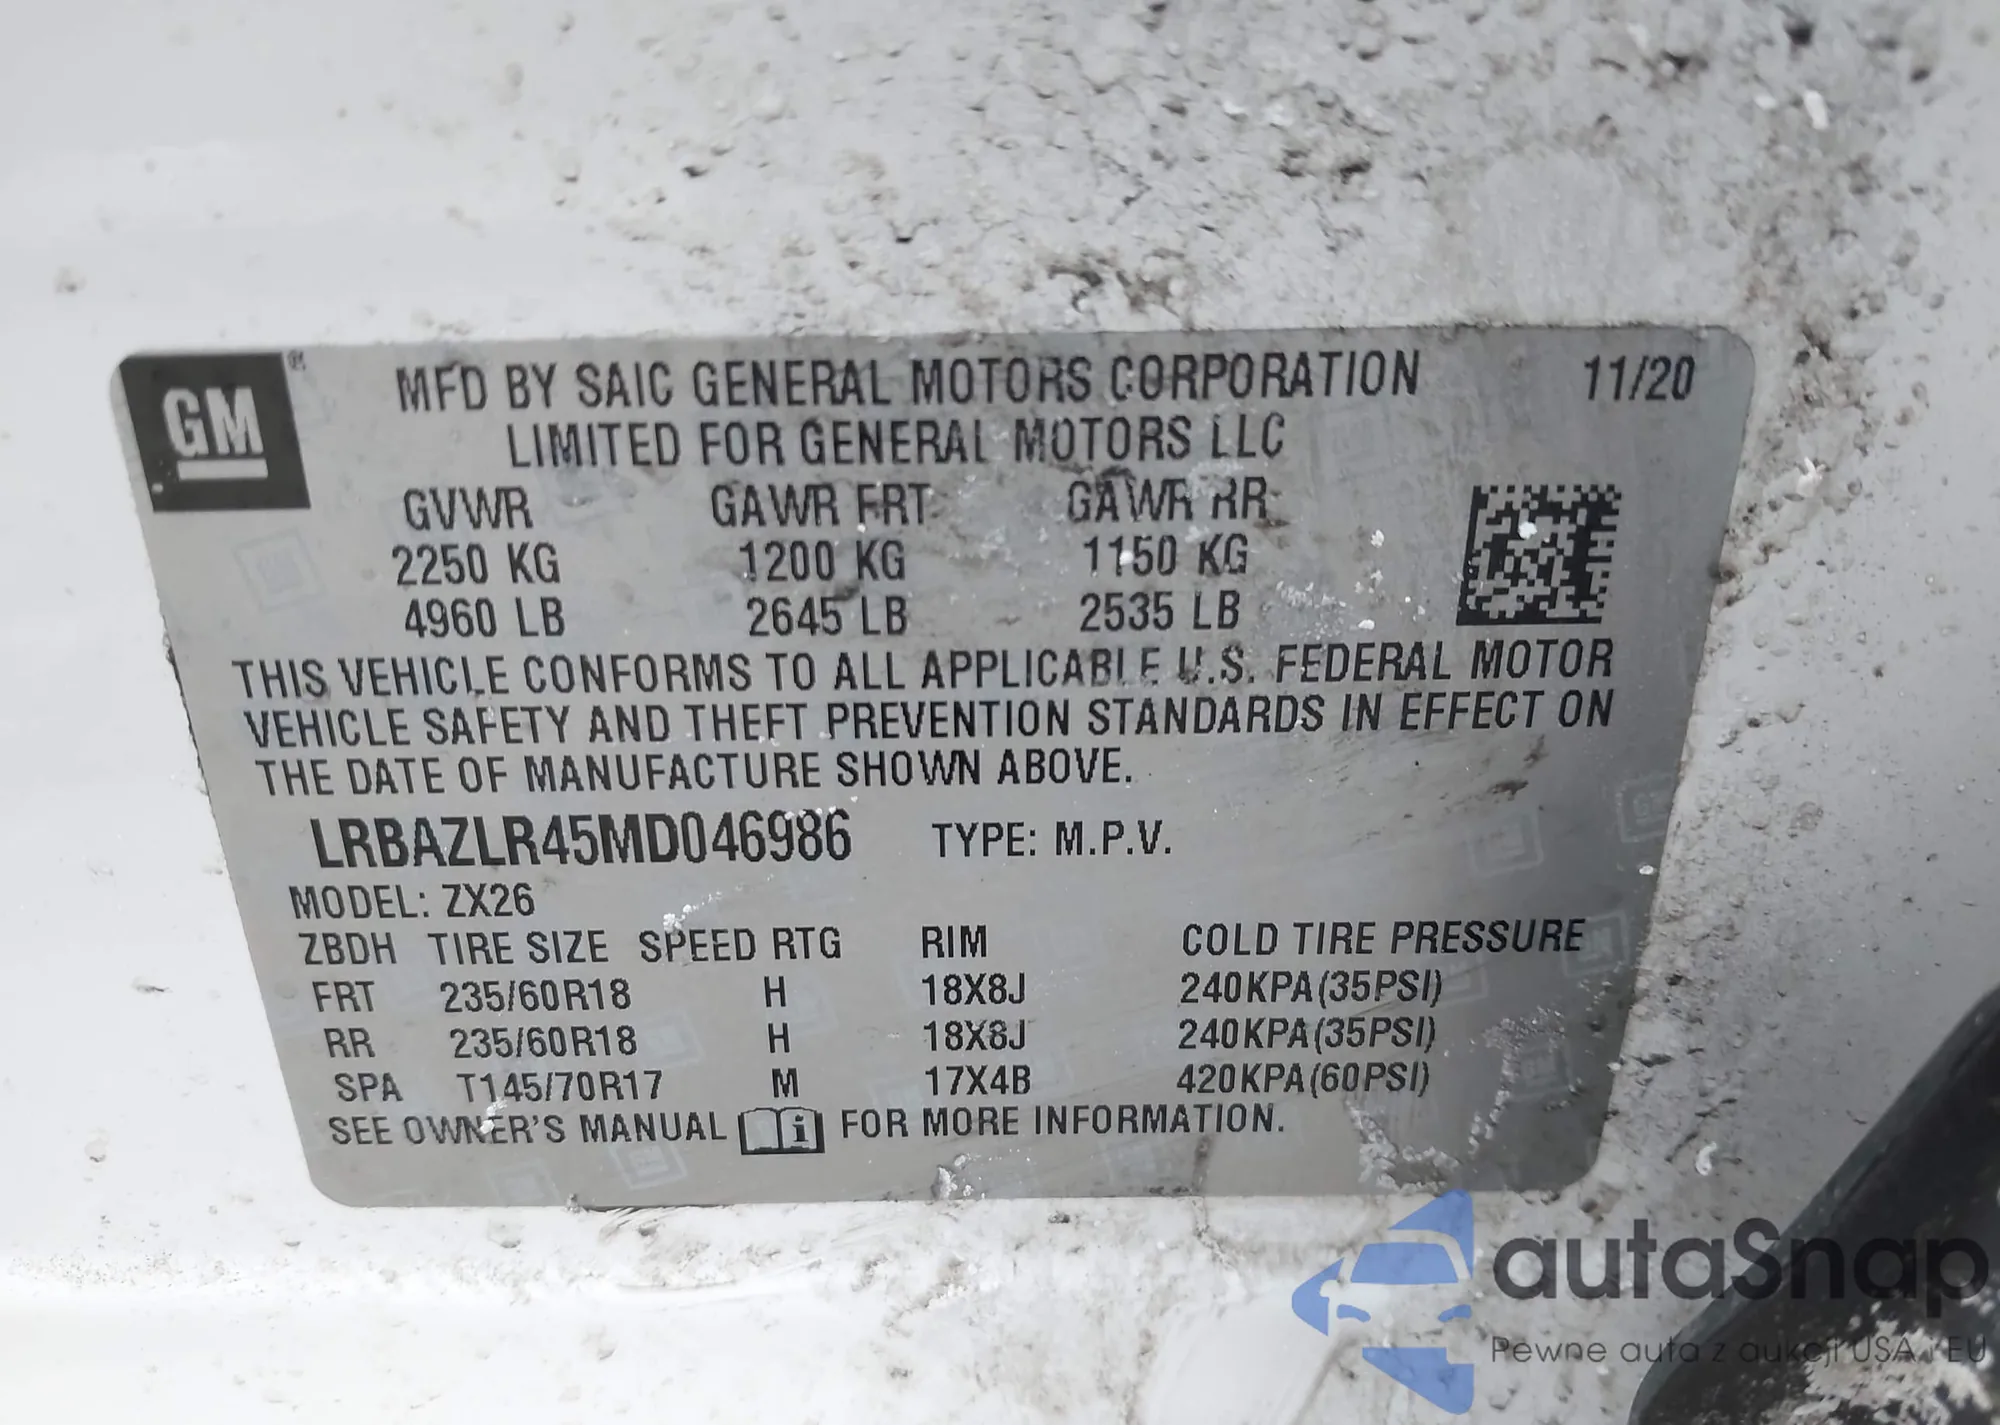 GM ®
MFD BY SAIC GENERAL MOTORS CORPORATION 11/20
LIMITED FOR GENERAL MOTORS LLC
GVWR GAWR FRT GAWR RR
2250 KG 1200 KG 1150 KG
4960 LB 2645 LB 2535 LB
THIS VEHICLE CONFORMS TO ALL APPLICABLE U.S. FEDERAL MOTOR
VEHICLE SAFETY AND THEFT PREVENTION STANDARDS IN EFFECT ON
THE DATE OF MANUFACTURE SHOWN ABOVE.
LRBAZLR45MD046986 TYPE: M.P.V.
MODEL: ZX26
ZBDH TIRE SIZE SPEED RTG RIM COLD TIRE PRESSURE
FRT 235/60R18 H 18X8J 240KPA(35PSI)
RR 235/60R18 H 18X8J 240KPA(35PSI)
SPA T145/70R17 M 17X4B 420KPA(60PSI)
SEE OWNER'S MANUAL i FOR MORE INFORMATION.
autaSnap
Pewne auta z aukcji USA i EU